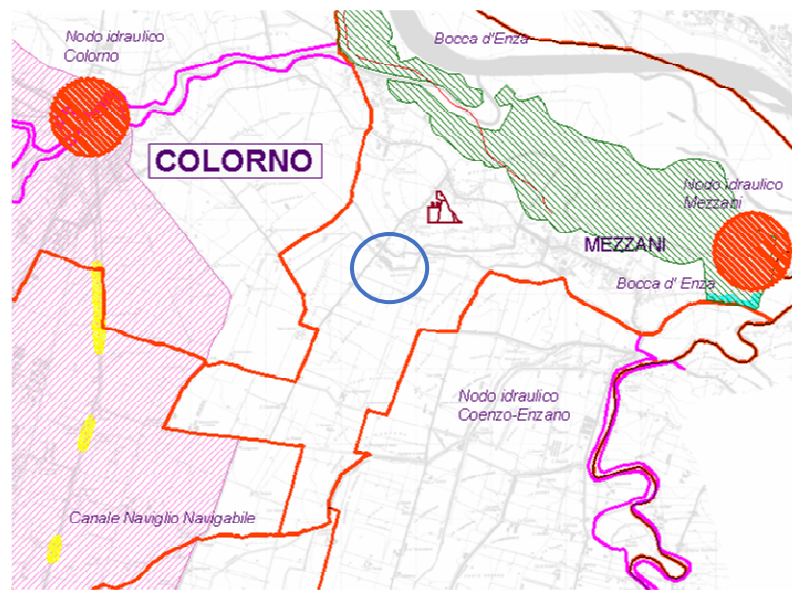 Nodo idraulico
Colorno
Bocca d'Enza
COLORNO
Nodo idraulico
Mezzani
MEZZANI
Bocca d' Enza
Nodo idraulico
Coenzo-Enzano
Canale Naviglio Navigabile